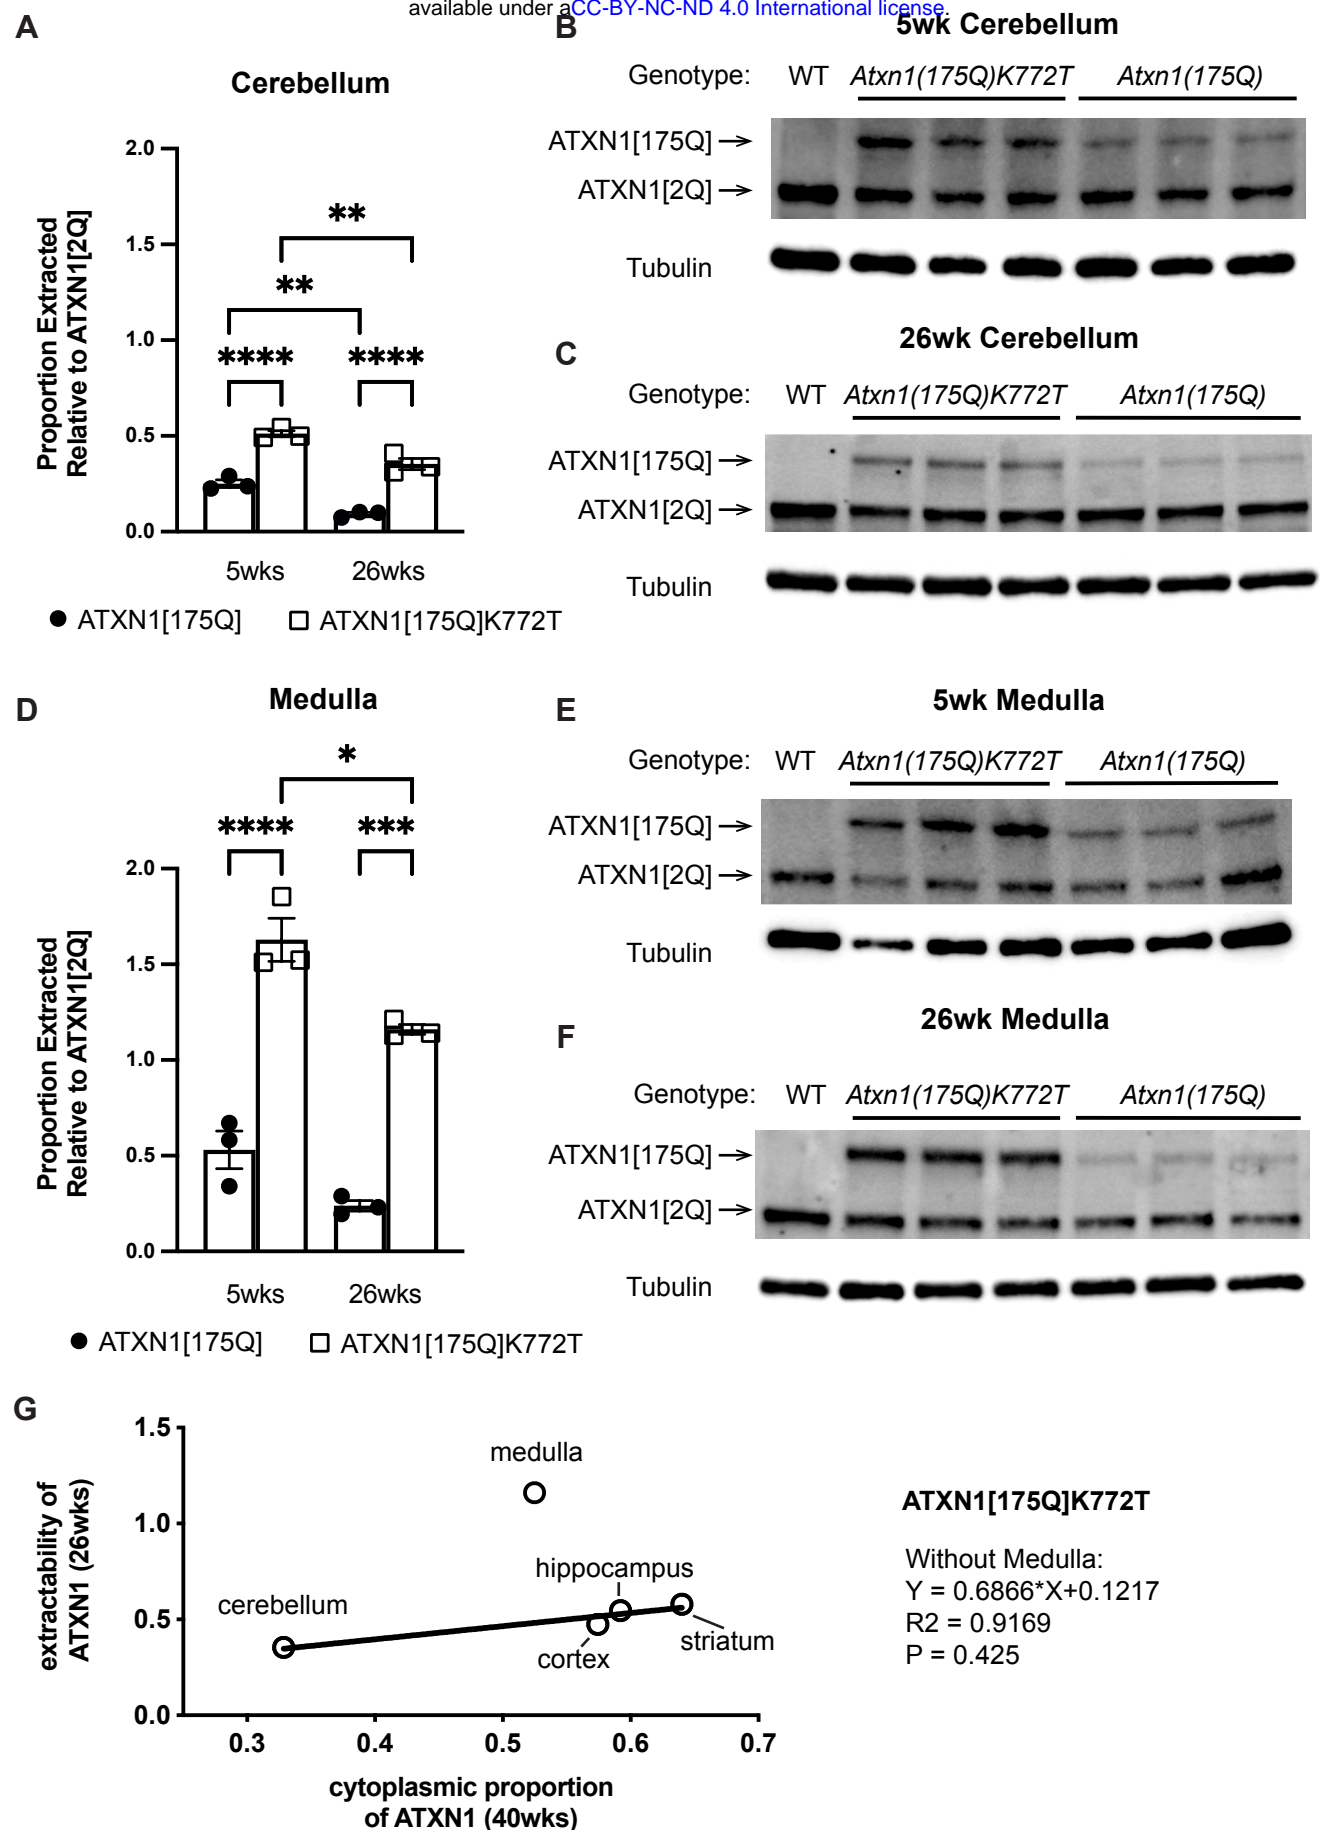 available under aCC-BY-NC-ND 4.0 International license.
A
Cerebellum
Proportion Extracted
Relative to ATXN1[2Q]
2.0
1.5
1.0
0.5
0.0
**
**
****
****
5wks
26wks
ATXN1[175Q]
ATXN1[175Q]K772T
B
5wk Cerebellum
Genotype:
WT
Atxn1(175Q)K772T
Atxn1(175Q)
ATXN1[175Q]
ATXN1[2Q]
Tubulin
C
26wk Cerebellum
Genotype:
WT
Atxn1(175Q)K772T
Atxn1(175Q)
ATXN1[175Q]
ATXN1[2Q]
Tubulin
D
Medulla
Proportion Extracted
Relative to ATXN1[2Q]
2.0
1.5
1.0
0.5
0.0
*
****
***
5wks
26wks
ATXN1[175Q]
ATXN1[175Q]K772T
E
5wk Medulla
Genotype:
WT
Atxn1(175Q)K772T
Atxn1(175Q)
ATXN1[175Q]
ATXN1[2Q]
Tubulin
F
26wk Medulla
Genotype:
WT
Atxn1(175Q)K772T
Atxn1(175Q)
ATXN1[175Q]
ATXN1[2Q]
Tubulin
G
extractability of
ATXN1 (26wks)
1.5
1.0
0.5
0.0
medulla
hippocampus
cerebellum
striatum
cortex
0.3
0.4
0.5
0.6
0.7
cytoplasmic proportion
of ATXN1 (40wks)
ATXN1[175Q]K772T
Without Medulla:
Y = 0.6866*X+0.1217
R2 = 0.9169
P = 0.425